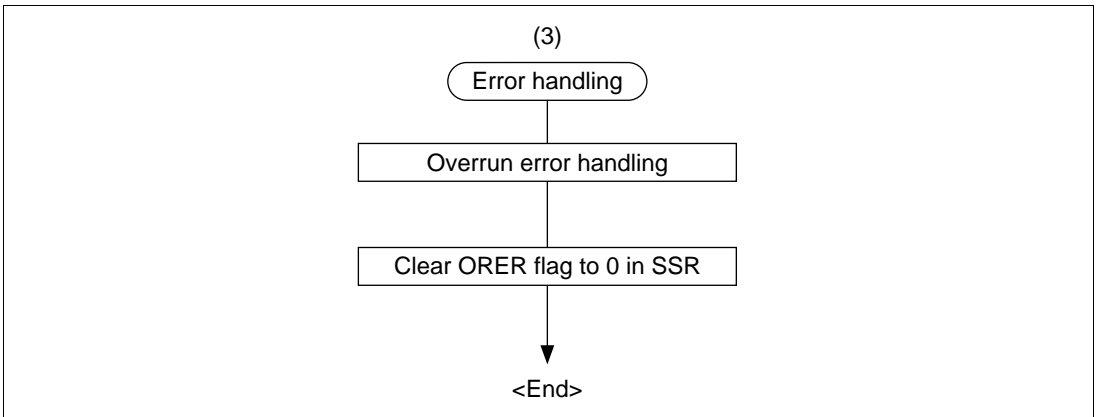 (3)
Error handling
Overrun error handling
Clear ORER flag to 0 in SSR
<End>